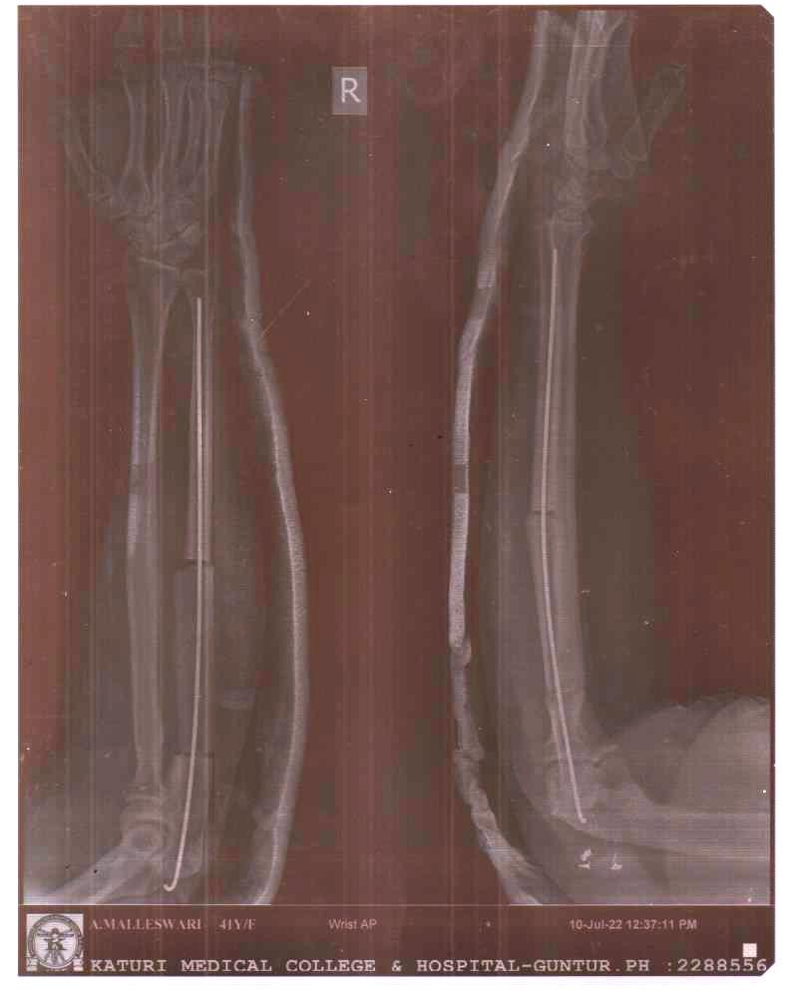 R
A.MALLESWARI 41Y/F Wrist AP 10-Jul-22 12:37:11 PM
KATURI MEDICAL COLLEGE & HOSPITAL-GUNTUR.PH :2288556